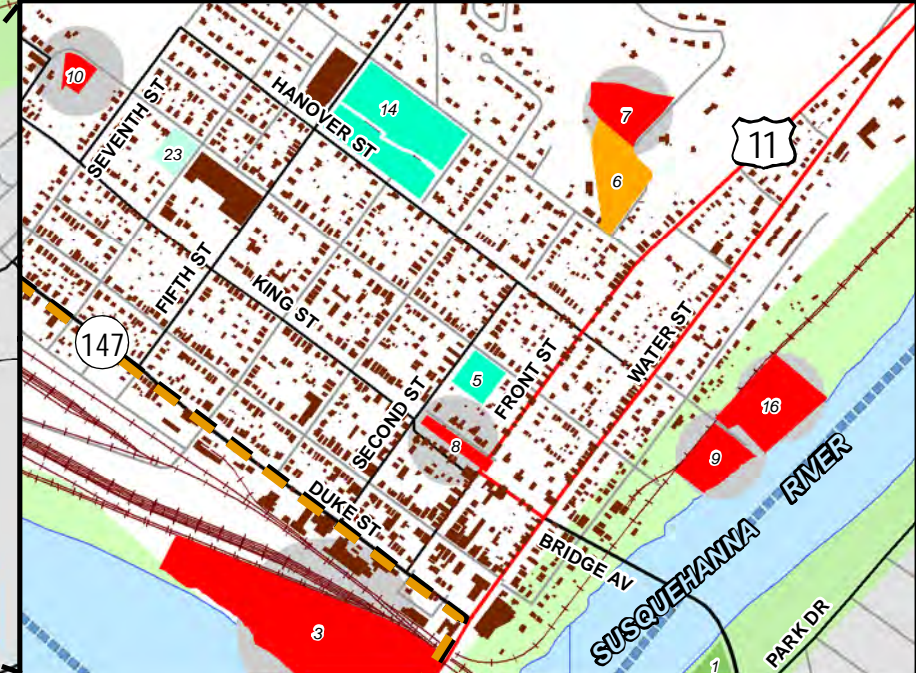 10
SEVENTH ST
HANOVER ST
14
7
11
23
6
FIFTH ST
KING ST
147
WATER ST
5
FRONT ST
SECOND ST
8
16
9
DUKE ST
BRIDGE AV
SUSQUEHANNA RIVER
3
PARK DR
1